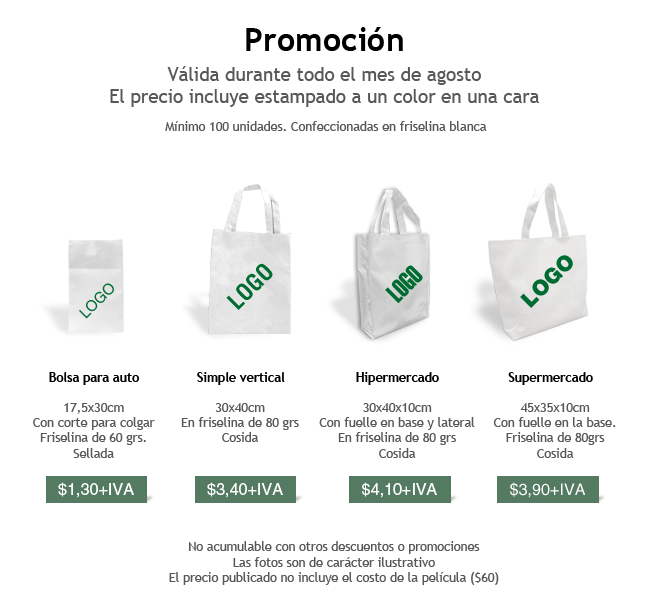 Promoción
Válida durante todo el mes de agosto
El precio incluye estampado a un color en una cara
Mínimo 100 unidades. Confeccionadas en friselina blanca
LOGO
LOGO
LOGO
LOGO
Bolsa para auto
17,5x30cm
Con corte para colgar
Friselina de 60 grs.
Sellada
$1,30+IVA
Simple vertical
30x40cm
En friselina de 80 grs
Cosida
$3,40+IVA
Hipermercado
30x40x10cm
Con fuelle en base y lateral
En friselina de 80 grs
Cosida
$4,10+IVA
Supermercado
45x35x10cm
Con fuelle en la base.
Friselina de 80grs
Cosida
$3,90+IVA
No acumulable con otros descuentos o promociones
Las fotos son de carácter ilustrativo
El precio publicado no incluye el costo de la película ($60)